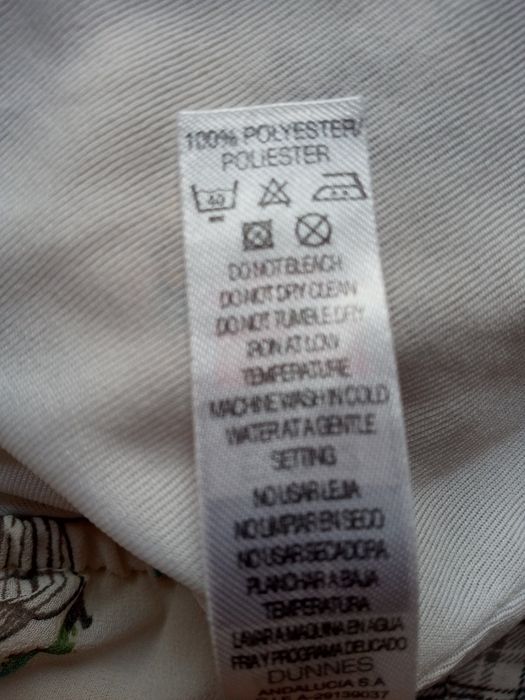 100% POLYESTER/
POLIESTER
40
DO NOT BLEACH
DO NOT DRY CLEAN
DO NOT TUMBLE DRY
IRON AT LOW
TEMPERATURE
MACHINE WASH IN COLD
WATER AT A GENTLE
SETTING
NO USAR LEJIA
NO LIMPIAR EN SECO
NO USAR SECADORA
PLANCHAR A BAJA
TEMPERATURA
LAVAR A MAQUINA EN AGUA
FRIA Y PROGRAMA DELICADO
DUNNES
ANDALUCIA S.A
A-29139037